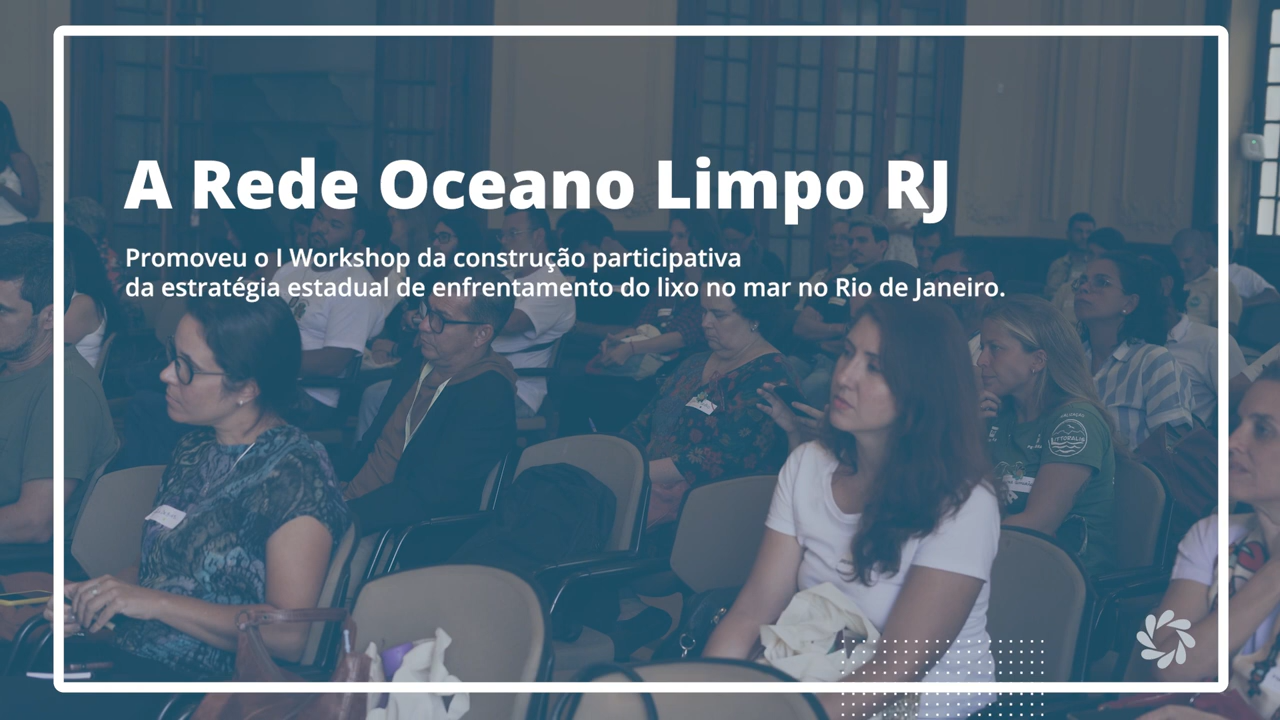 A Rede Oceano Limpo RJ
Promoveu o I Workshop da construção participativa
da estratégia estadual de enfrentamento do lixo no mar no Rio de Janeiro.